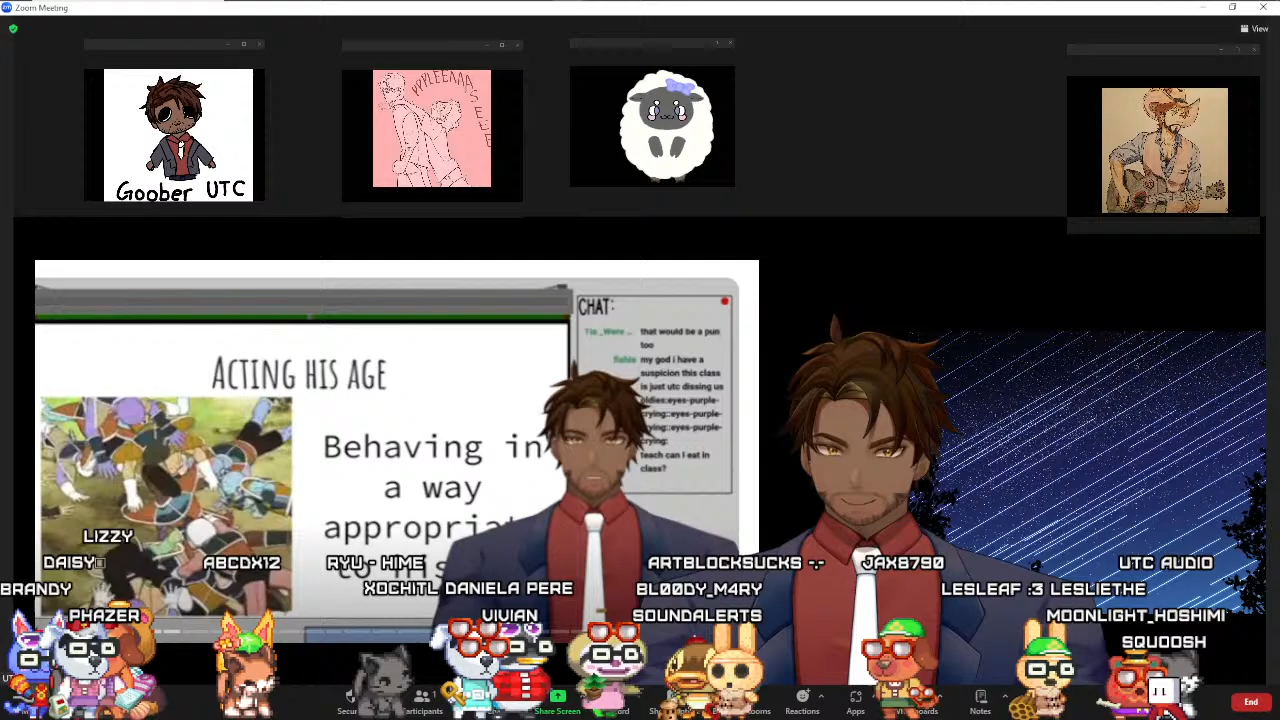 Zoom Meeting
View
Goober UTC
PPPLEEAAASEEE
CHAT:
that would be a pun
too
fishie my god i have a
suspicion this class
is just utc dissing us
oldies:eyes-purple-
crying::eyes-purple-
crying::eyes-purple-
crying:
teach can I eat in
class?
ACTING HIS AGE
Behaving in
a way
LIZZY
DAISY
ABCDX12
RYU - HIME
ARTBLOCKSUCKS -.-
JAX8790
UTC AUDIO
BRANDY
XOCHITL DANIELA PERE
BL00DY_M4RY
LESLEAF :3 LESLIETHE
PHAZER
VIVIAN
SOUNDALERTS
MOONLIGHT_HOSHIMI
SQUOOSH
Share Screen
Reactions
Apps
Notes
End